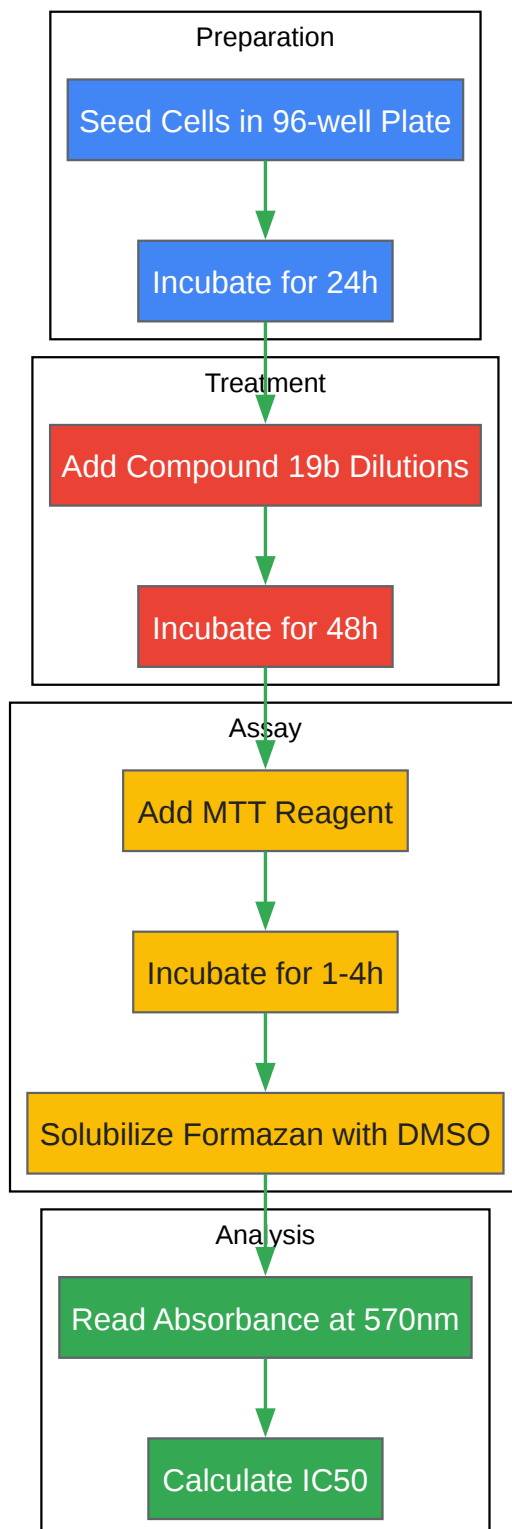 Preparation
Seed Cells in 96-well Plate
Incubate for 24h
Treatment
Add Compound 19b Dilutions
Incubate for 48h
Assay
Add MTT Reagent
Incubate for 1-4h
Solubilize Formazan with DMSO
Analysis
Read Absorbance at 570nm
Calculate IC50